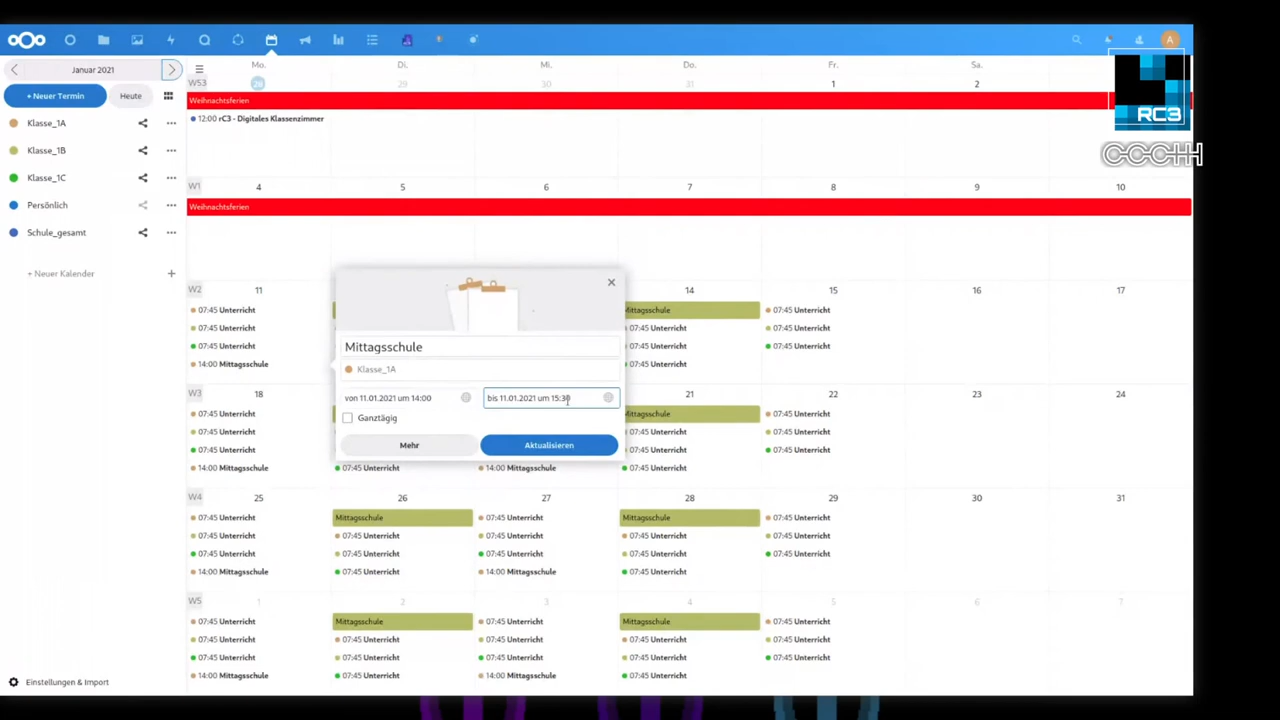 A
Januar 2021
+ Neuer Termin
Heute
Klasse_1A
Klasse_1B
Klasse_1C
Persönlich
Schule_gesamt
+ Neuer Kalender
Einstellungen & Import
Mo. Di. Mi. Do. Fr. Sa.
W53 28 29 30 31 1 2
Weihnachtsferien
12:00 rC3 - Digitales Klassenzimmer
RC3
CCCHH
W1 4 5 6 7 8 9 10
Weihnachtsferien
W2 11 14 15 16 17
07:45 Unterricht Mittagsschule 07:45 Unterricht
07:45 Unterricht 07:45 Unterricht 07:45 Unterricht
07:45 Unterricht 07:45 Unterricht 07:45 Unterricht
14:00 Mittagsschule 07:45 Unterricht
Mittagsschule
Klasse_1A
von 11.01.2021 um 14:00 bis 11.01.2021 um 15:30
Ganztägig
Mehr Aktualisieren
W3 18 21 22 23 24
07:45 Unterricht Mittagsschule 07:45 Unterricht
07:45 Unterricht 07:45 Unterricht 07:45 Unterricht
07:45 Unterricht 07:45 Unterricht 07:45 Unterricht
14:00 Mittagsschule 07:45 Unterricht 14:00 Mittagsschule 07:45 Unterricht
W4 25 26 27 28 29 30 31
07:45 Unterricht Mittagsschule 07:45 Unterricht Mittagsschule 07:45 Unterricht
07:45 Unterricht 07:45 Unterricht 07:45 Unterricht 07:45 Unterricht 07:45 Unterricht
07:45 Unterricht 07:45 Unterricht 07:45 Unterricht 07:45 Unterricht 07:45 Unterricht
14:00 Mittagsschule 07:45 Unterricht 14:00 Mittagsschule 07:45 Unterricht
W5 1 2 3 4 5 6 7
07:45 Unterricht Mittagsschule 07:45 Unterricht Mittagsschule 07:45 Unterricht
07:45 Unterricht 07:45 Unterricht 07:45 Unterricht 07:45 Unterricht 07:45 Unterricht
07:45 Unterricht 07:45 Unterricht 07:45 Unterricht 07:45 Unterricht 07:45 Unterricht
14:00 Mittagsschule 07:45 Unterricht 14:00 Mittagsschule 07:45 Unterricht